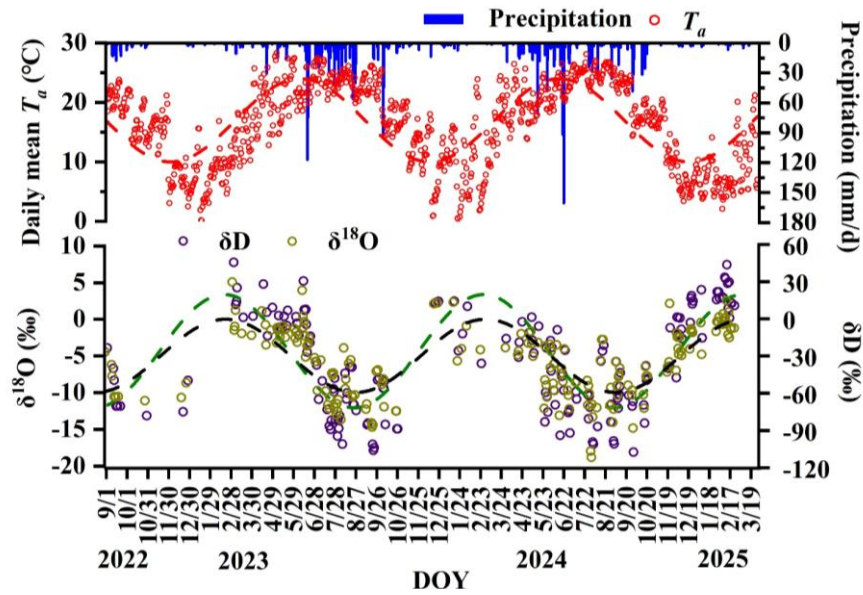 Precipitation Tₐ
Daily mean Tₐ (°C)
30
20
10
0
Precipitation (mm/d)
0
30
60
90
120
150
180
δD δ¹⁸O
δ¹⁸O (‰)
10
5
0
-5
-10
-15
-20
δD (‰)
60
30
0
-30
-60
-90
-120
9/1 10/1 10/31 11/30 12/30 1/29 2/28 3/30 4/29 5/29 6/28 7/28 8/27 9/26 10/26 11/25 12/25 1/24 2/23 3/24 4/23 5/23 6/22 7/22 8/21 9/20 10/20 11/19 12/19 1/18 2/17 3/19
2022 2023 2024 2025
DOY